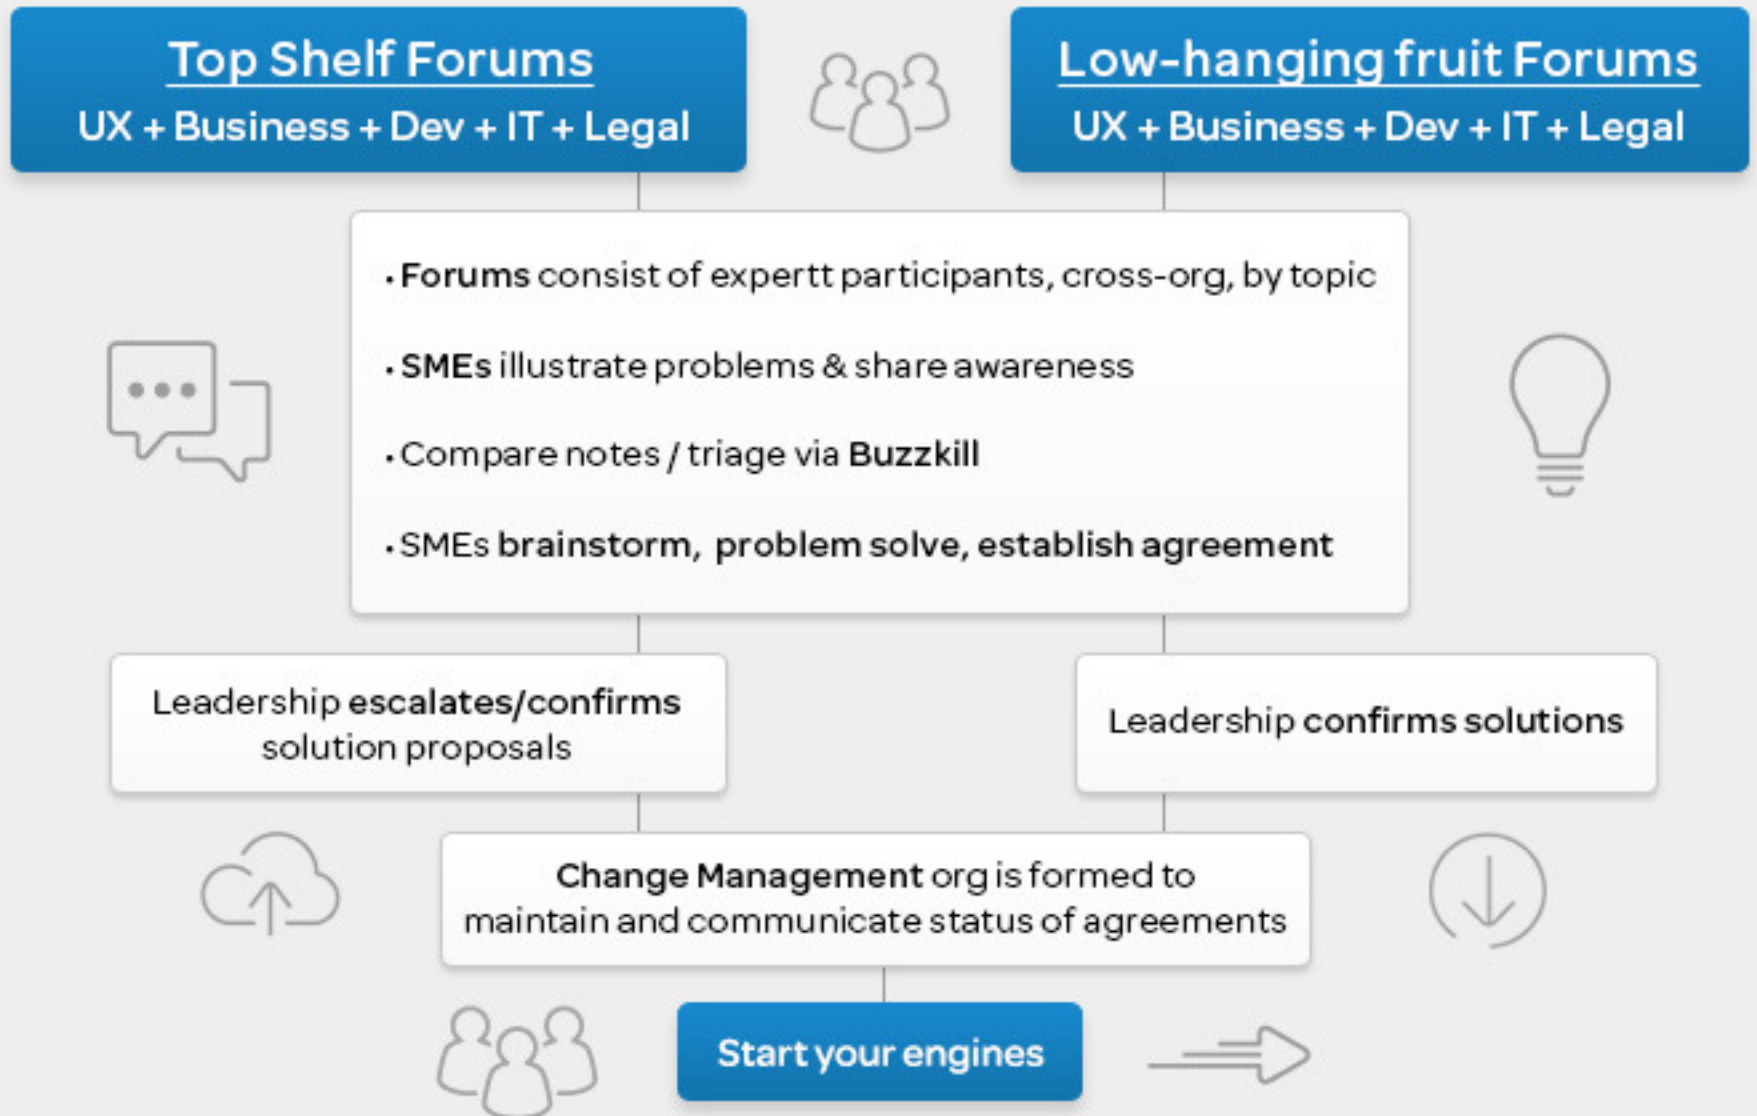 Top Shelf Forums
UX + Business + Dev + IT + Legal
Low-hanging fruit Forums
UX + Business + Dev + IT + Legal
• Forums consist of expertt participants, cross-org, by topic
• SMEs illustrate problems & share awareness
• Compare notes / triage via Buzzkill
• SMEs brainstorm, problem solve, establish agreement
Leadership escalates/confirms
solution proposals
Leadership confirms solutions
Change Management org is formed to
maintain and communicate status of agreements
Start your engines